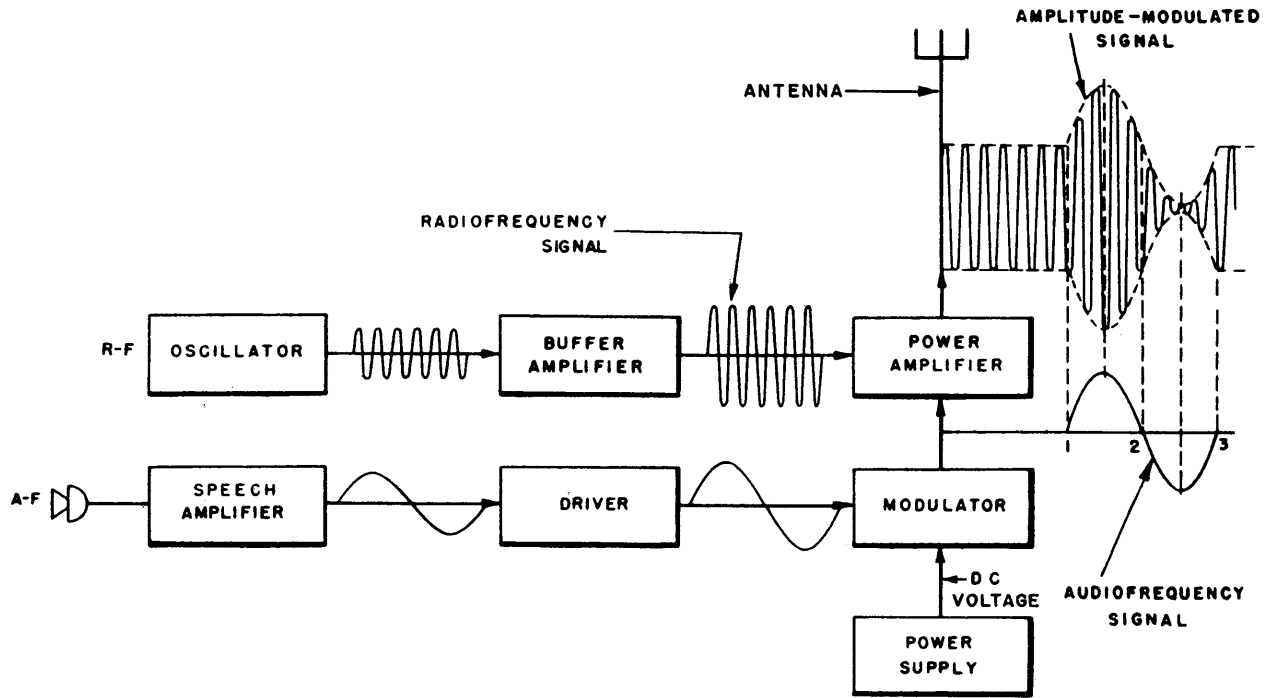 AMPLITUDE-MODULATED
SIGNAL
ANTENNA
RADIOFREQUENCY
SIGNAL
R-F
OSCILLATOR
BUFFER
AMPLIFIER
POWER
AMPLIFIER
1
2
3
A-F
SPEECH
AMPLIFIER
DRIVER
MODULATOR
DC
VOLTAGE
AUDIOFREQUENCY
SIGNAL
POWER
SUPPLY